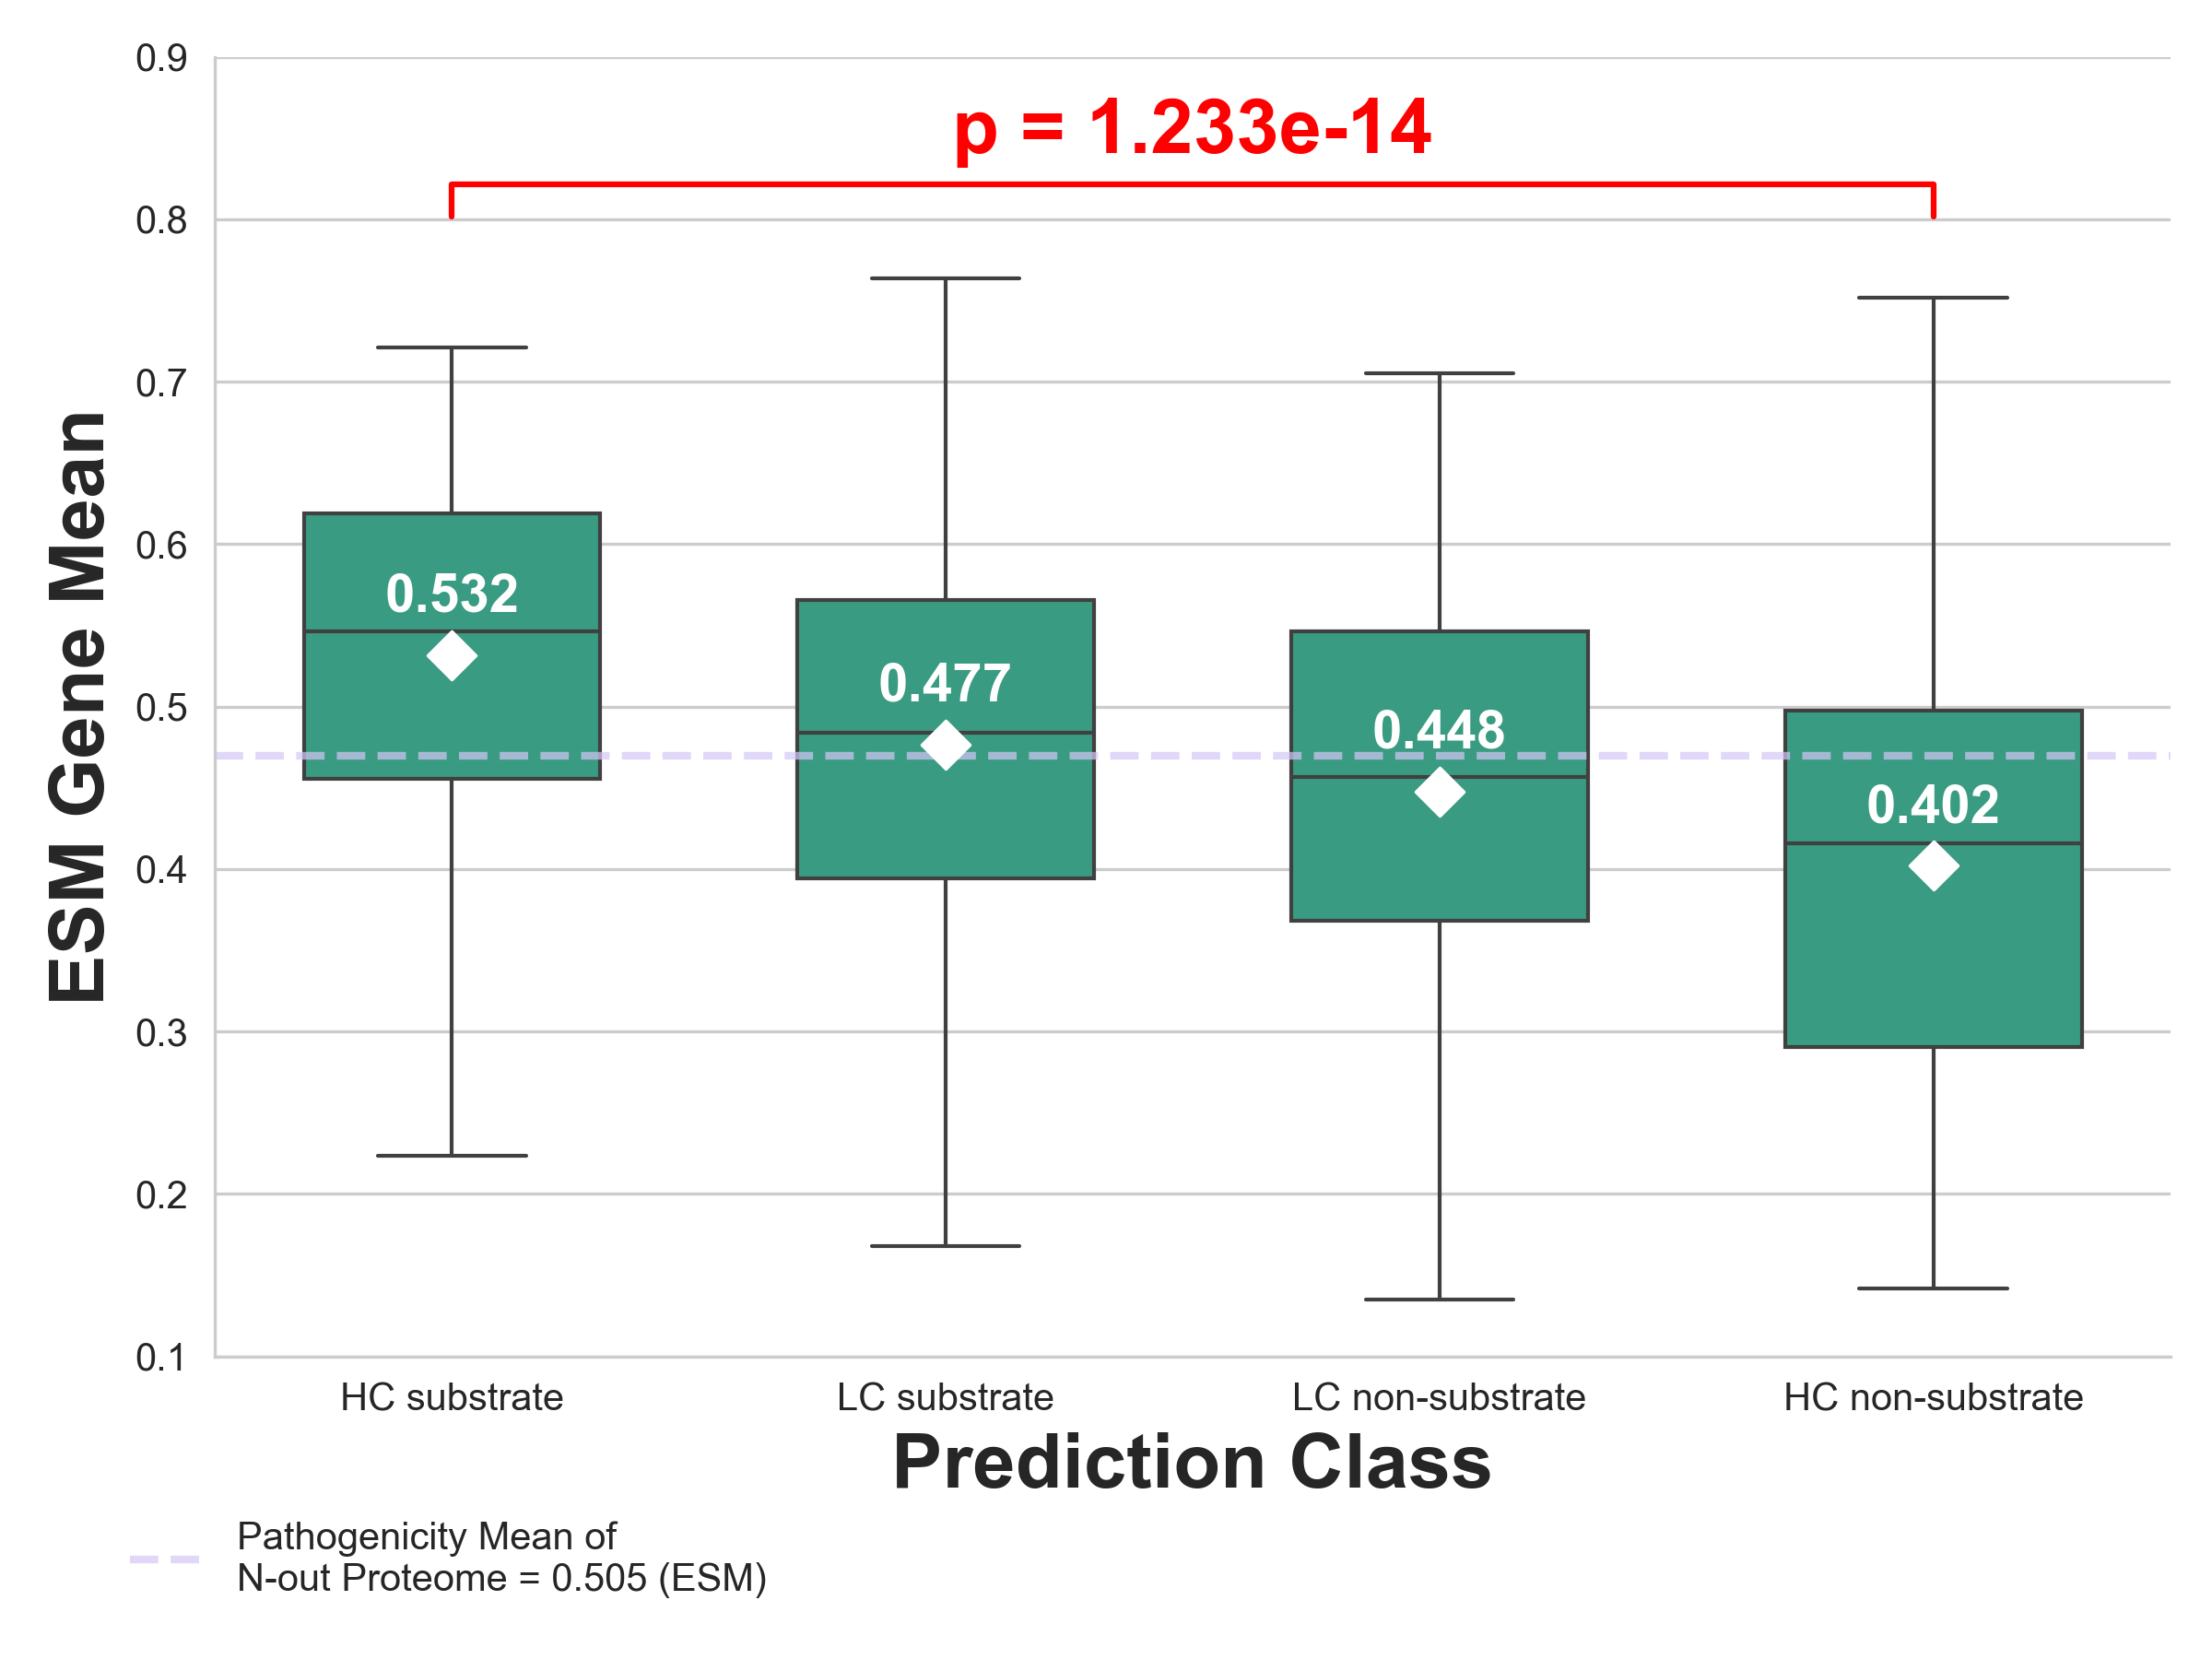 0.9
p = 1.233e-14
0.8
0.7
0.6
0.532
0.477
0.5
0.448
0.402
0.4
0.3
0.2
0.1
ESM Gene Mean
HC substrate
LC substrate
LC non-substrate
HC non-substrate
Prediction Class
Pathogenicity Mean of
N-out Proteome = 0.505 (ESM)